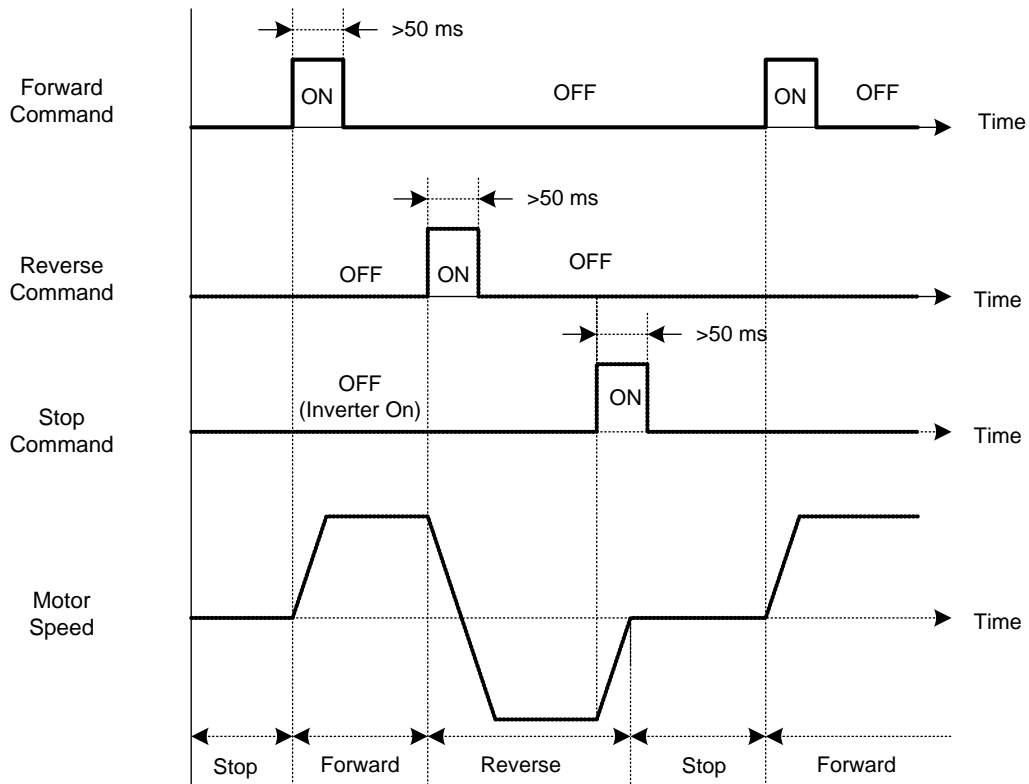 >50 ms
Forward
Command
ON
OFF
ON
OFF
Time
>50 ms
Reverse
Command
OFF
ON
OFF
Time
>50 ms
Stop
Command
OFF
(Inverter On)
ON
Time
Motor
Speed
Time
Stop
Forward
Reverse
Stop
Forward